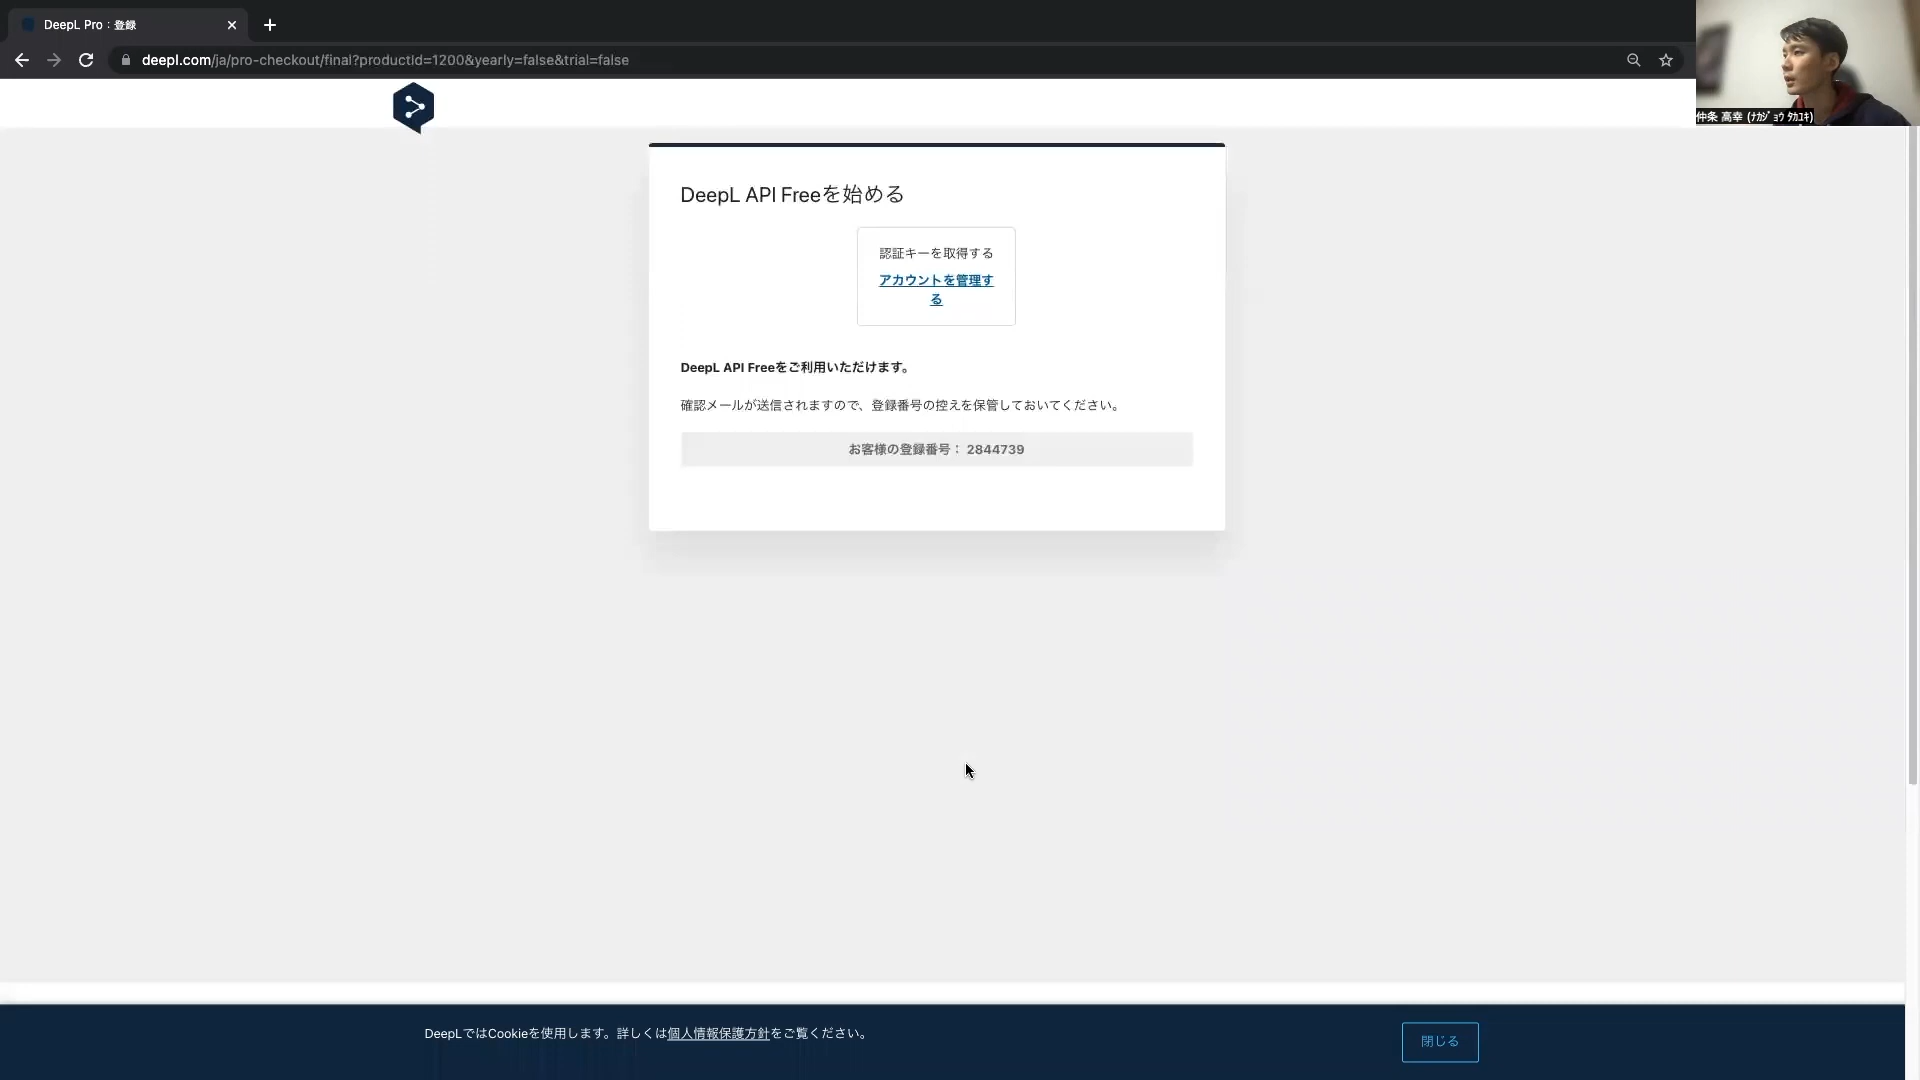 DeepL Pro：登録
deepl.com/ja/pro-checkout/final?productId=1200&yearly=false&trial=false
仲条 高幸 (ﾅｶｼﾞｮｳ ﾀｶﾕｷ)
DeepL API Freeを始める
認証キーを取得する
アカウントを管理す
る
DeepL API Freeをご利用いただけます。
確認メールが送信されますので、登録番号の控えを保管しておいてください。
お客様の登録番号： 2844739
DeepLではCookieを使用します。詳しくは個人情報保護方針をご覧ください。
閉じる